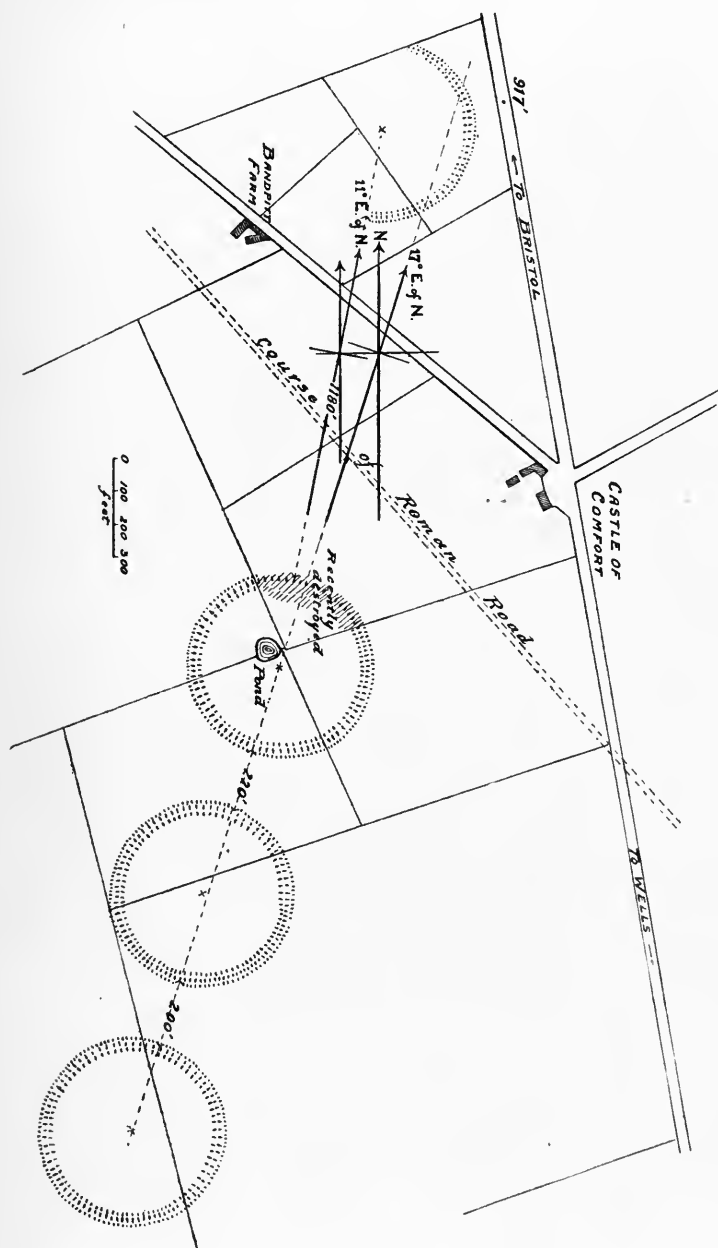 917'
← TO BRISTOL
BANDPIT
FARM
11° E. of N.
N
17° E. of N.
CASTLE OF
COMFORT
Course
1180'
of
Roman
Road
0 100 200 300
feet
Recently
destroyed
Pond
220'
TO WELLS →
200'